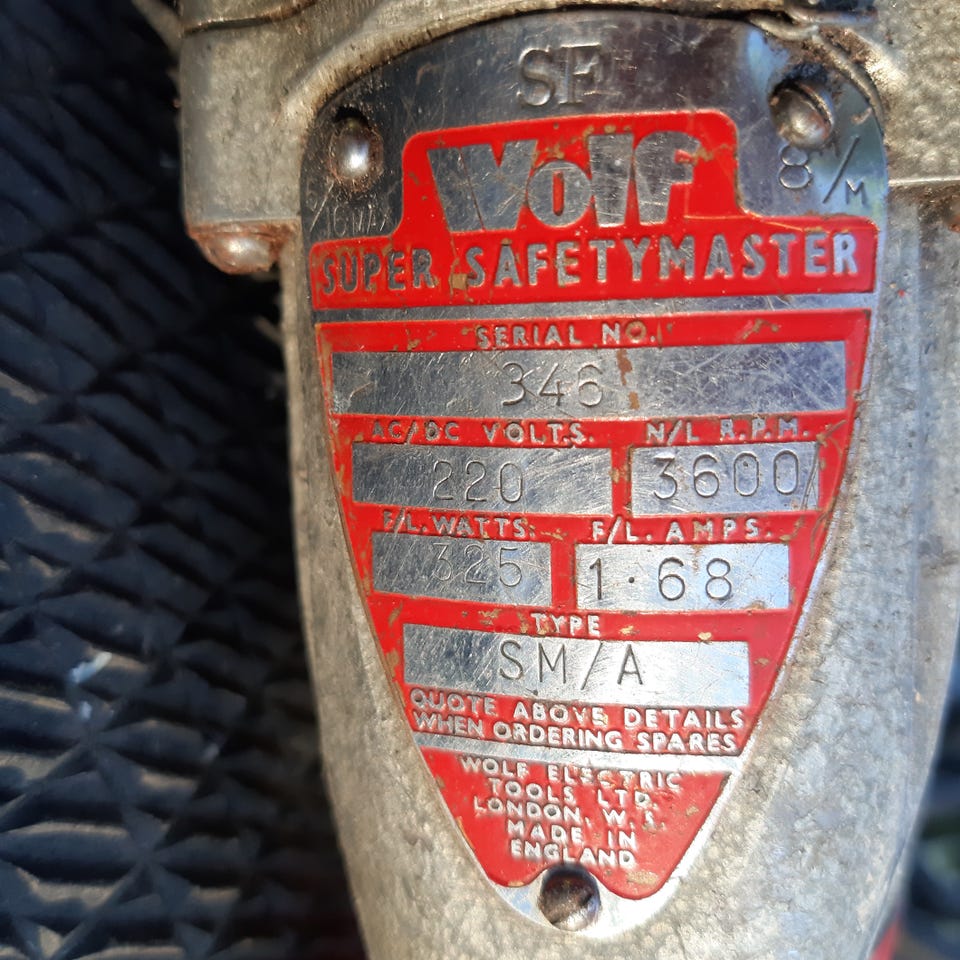 SF
Wolf
8/M
SUPER SAFETYMASTER
SERIAL NO.
346
AC/DC VOLTS. N/L R.P.M.
220 3600
F/L. WATTS. F/L. AMPS.
325 1.68
TYPE
SM/A
QUOTE ABOVE DETAILS
WHEN ORDERING SPARES
WOLF ELECTRIC
TOOLS LTD.
LONDON, W.5.
MADE IN
ENGLAND